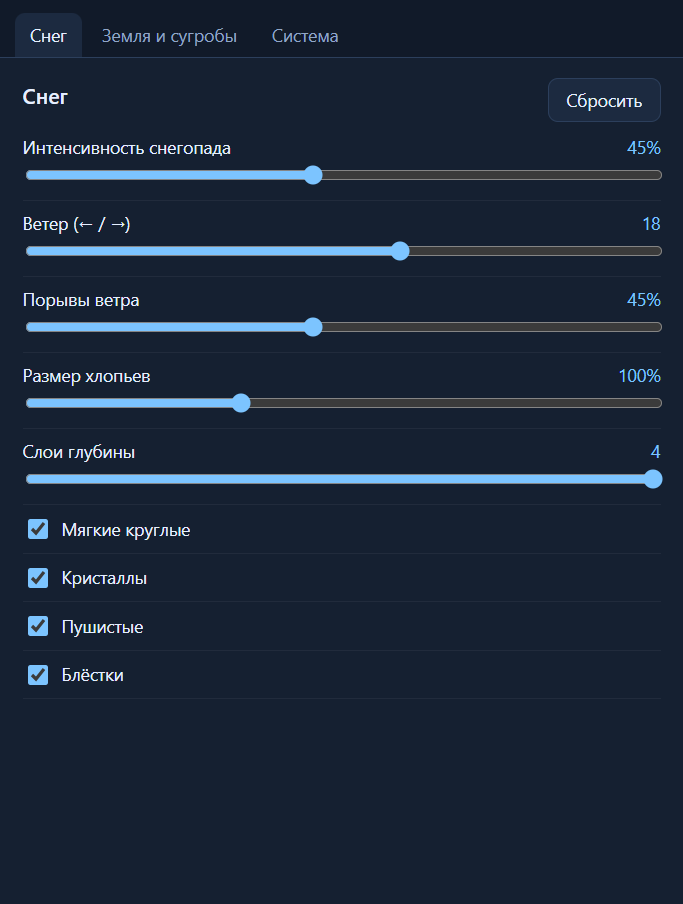 Снег Земля и сугробы Система
Снег Сбросить
Интенсивность снегопада 45%
Ветер (← / →) 18
Порывы ветра 45%
Размер хлопьев 100%
Слои глубины 4
Мягкие круглые
Кристаллы
Пушистые
Блёстки